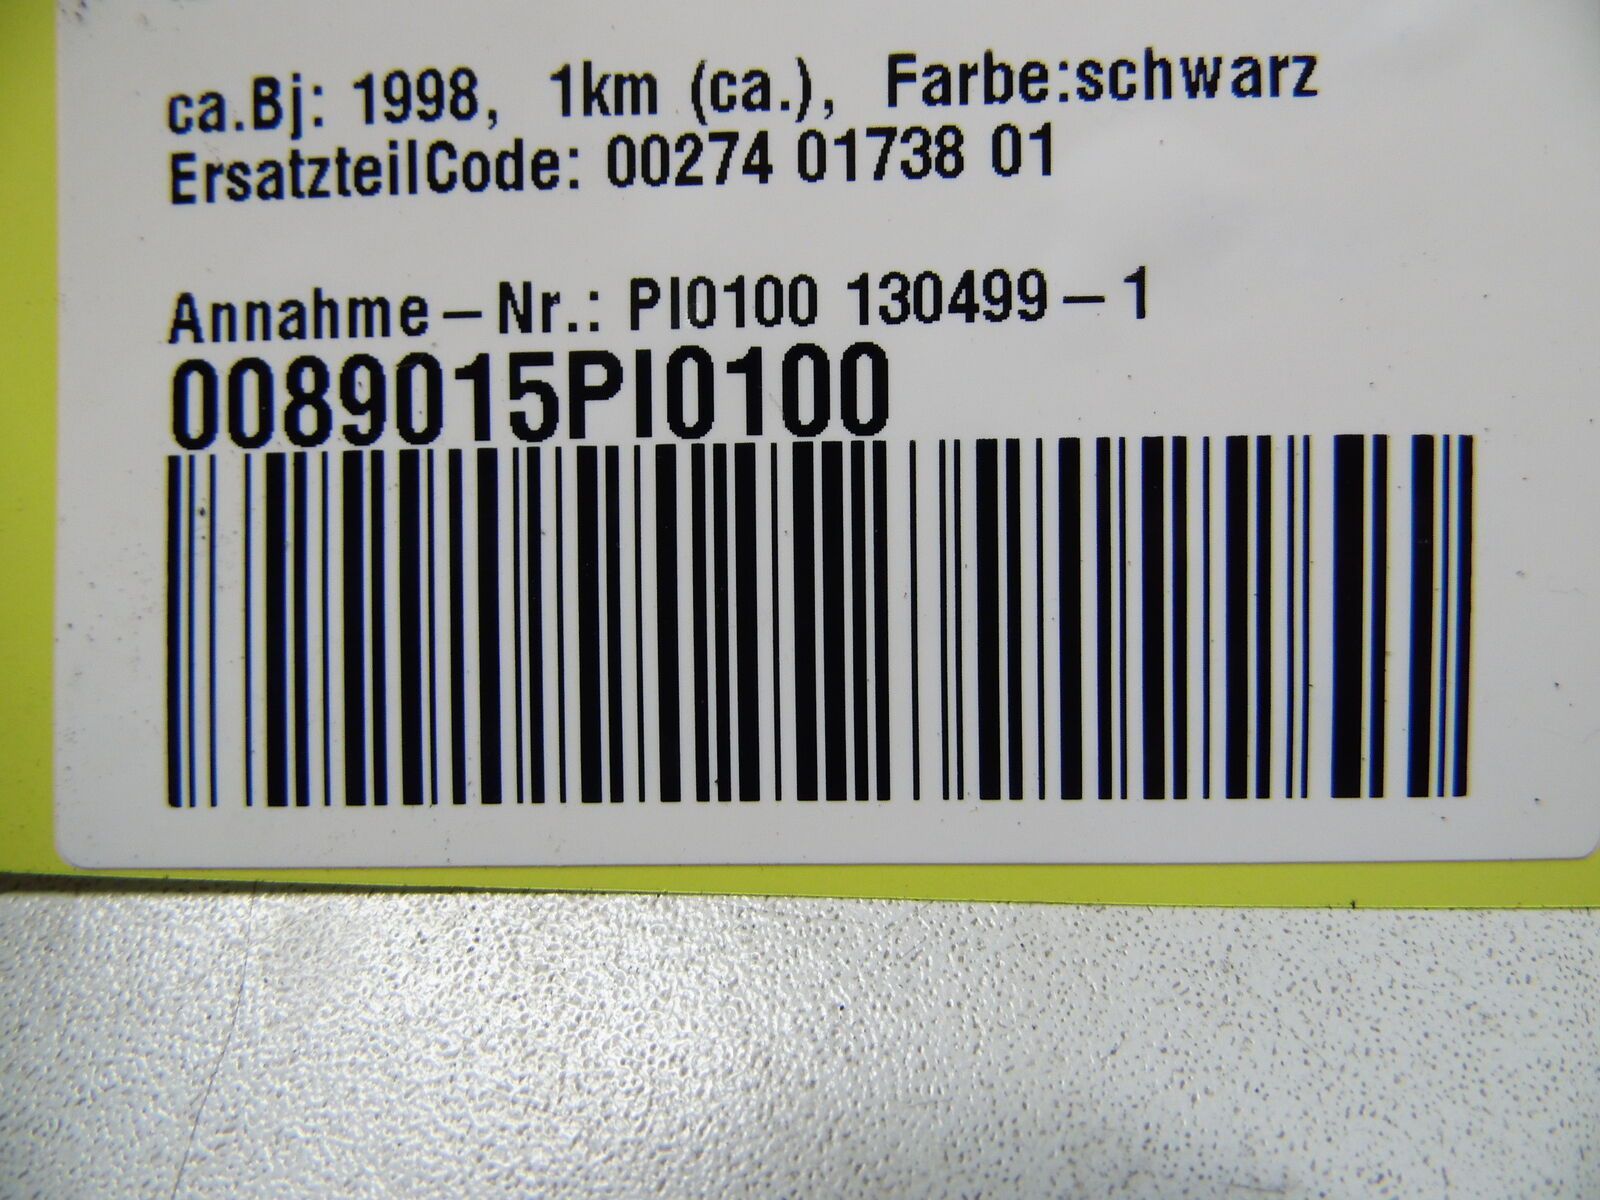 ca.Bj: 1998, 1km (ca.), Farbe:schwarz
ErsatzteilCode: 00274 01738 01
Annahme-Nr.: PI0100 130499-1
0089015PI0100